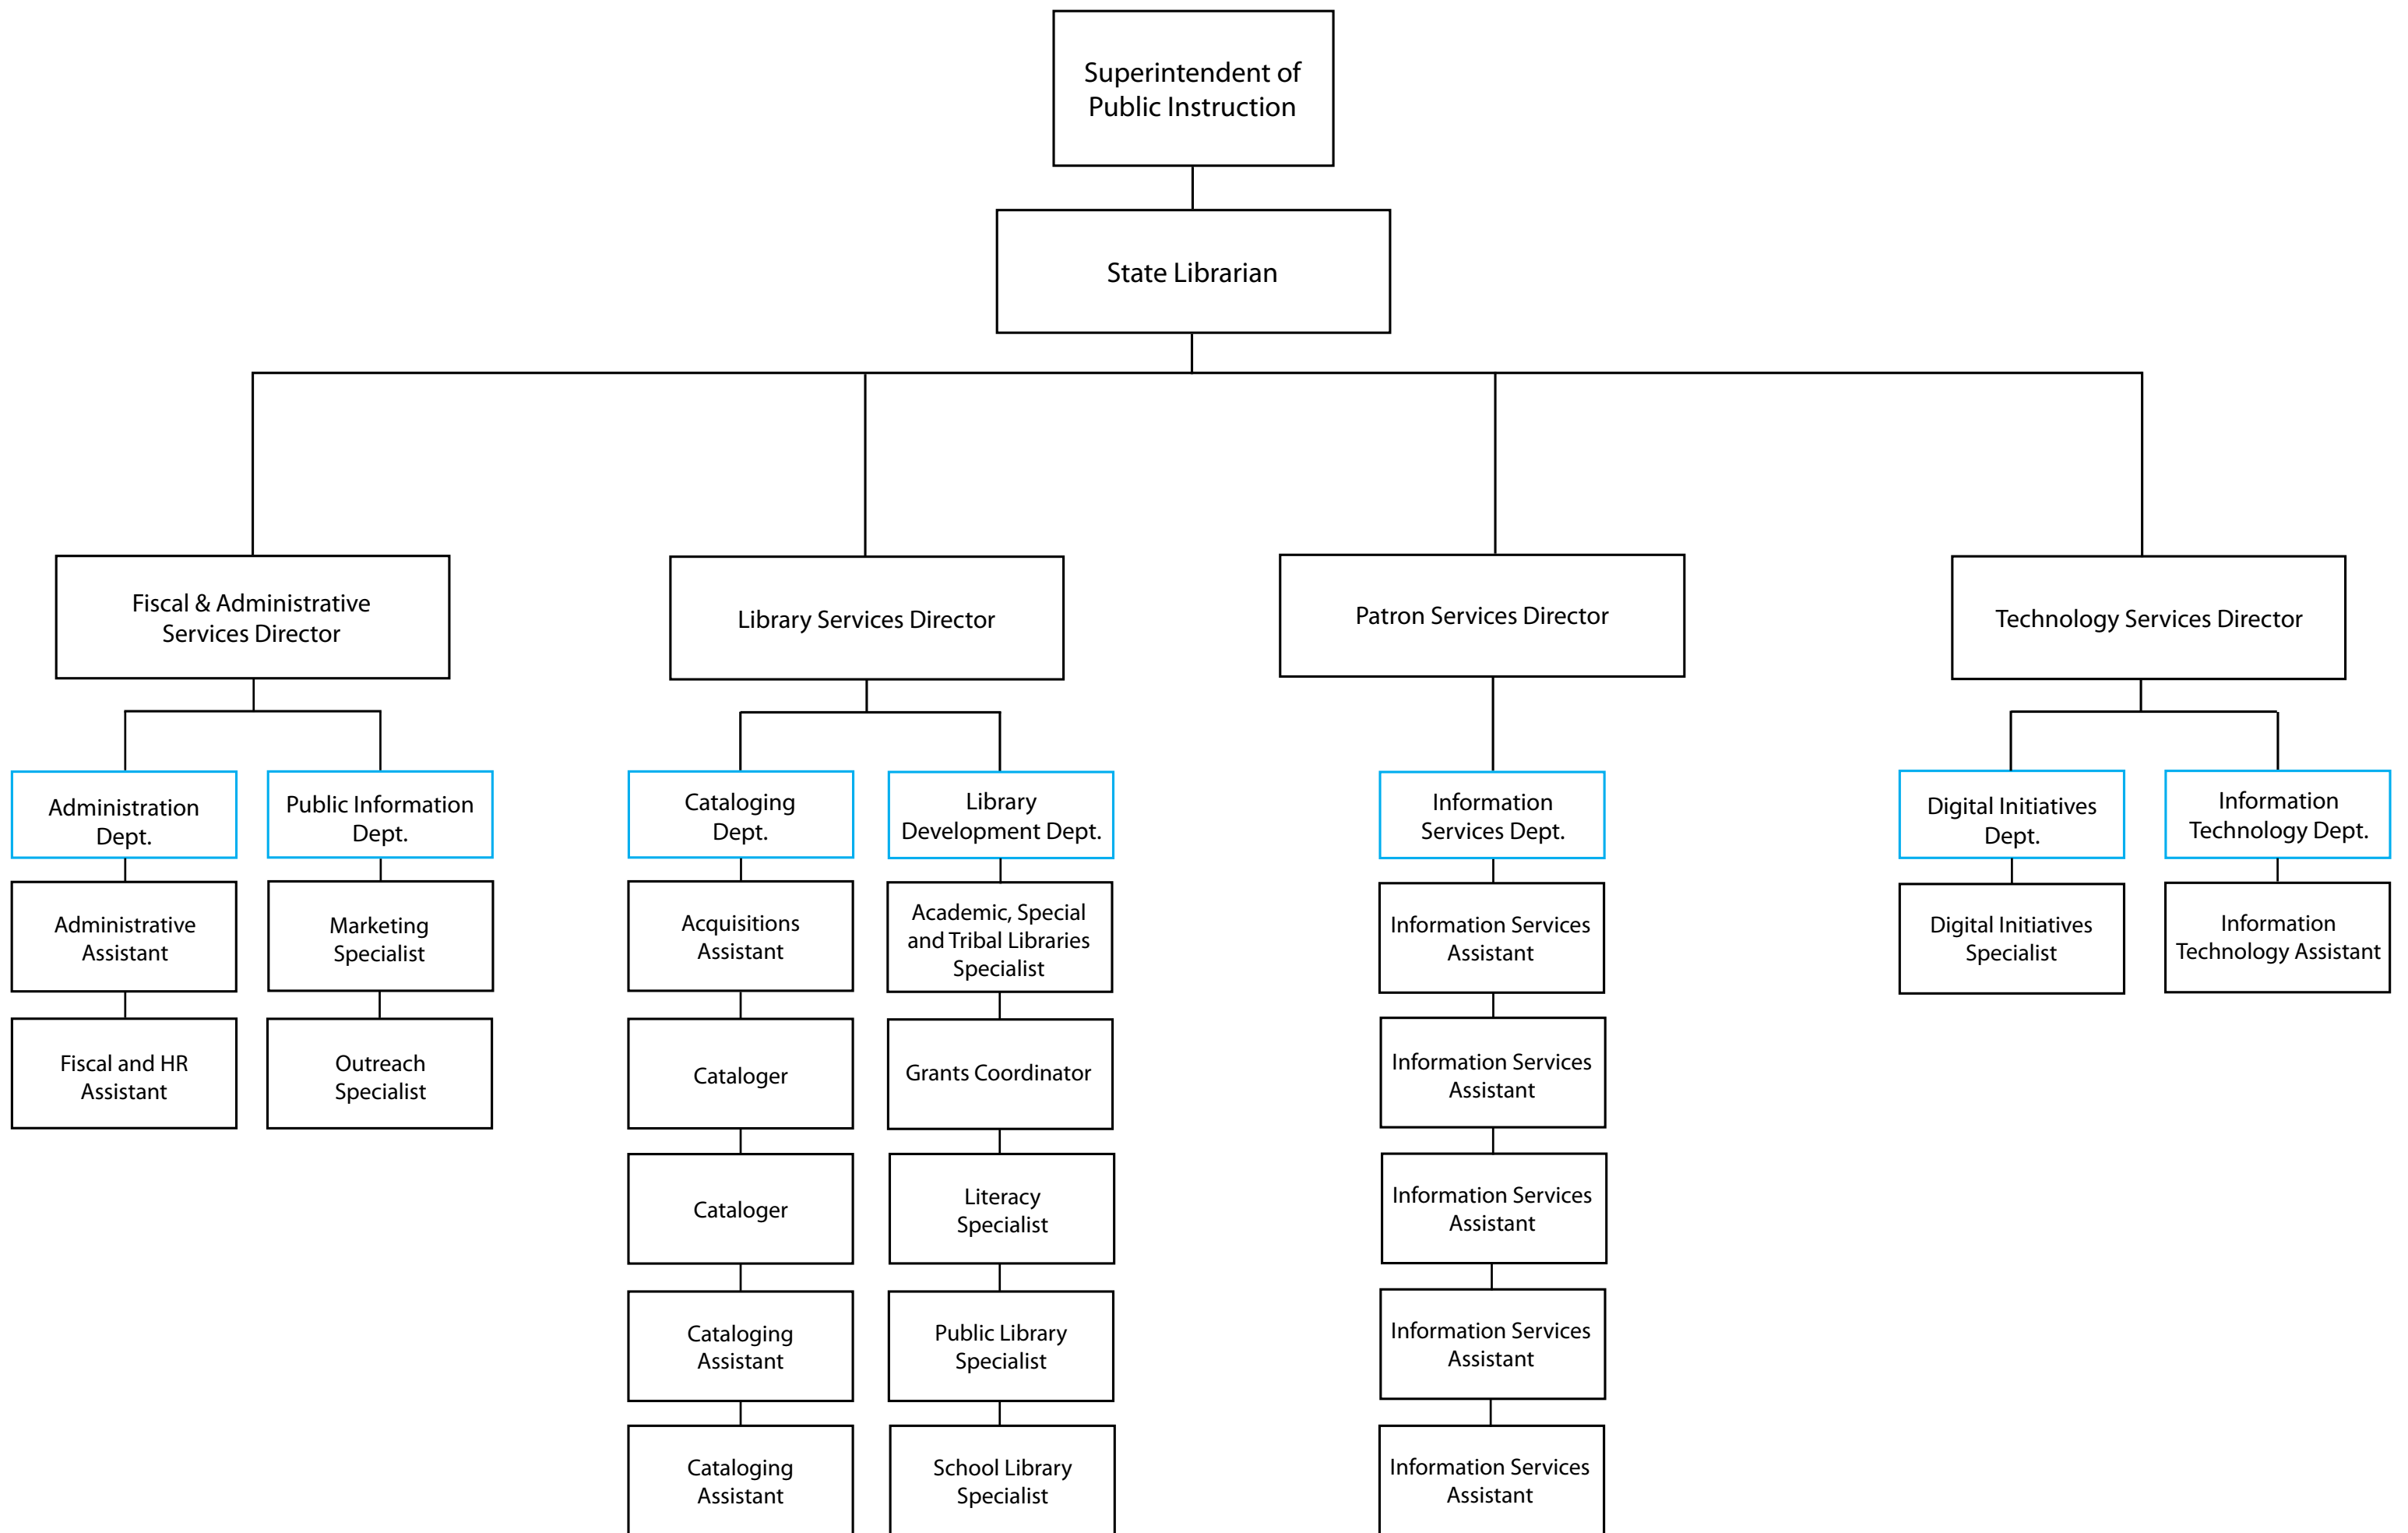 Superintendent of
Public Instruction
State Librarian
Fiscal & Administrative
Services Director
Library Services Director
Patron Services Director
Technology Services Director
Administration
Dept.
Public Information
Dept.
Cataloging
Dept.
Library
Development Dept.
Information
Services Dept.
Digital Initiatives
Dept.
Information
Technology Dept.
Administrative
Assistant
Marketing
Specialist
Acquisitions
Assistant
Academic, Special
and Tribal Libraries
Specialist
Information Services
Assistant
Digital Initiatives
Specialist
Information
Technology Assistant
Fiscal and HR
Assistant
Outreach
Specialist
Cataloger
Grants Coordinator
Information Services
Assistant
Cataloger
Literacy
Specialist
Information Services
Assistant
Cataloging
Assistant
Public Library
Specialist
Information Services
Assistant
Cataloging
Assistant
School Library
Specialist
Information Services
Assistant